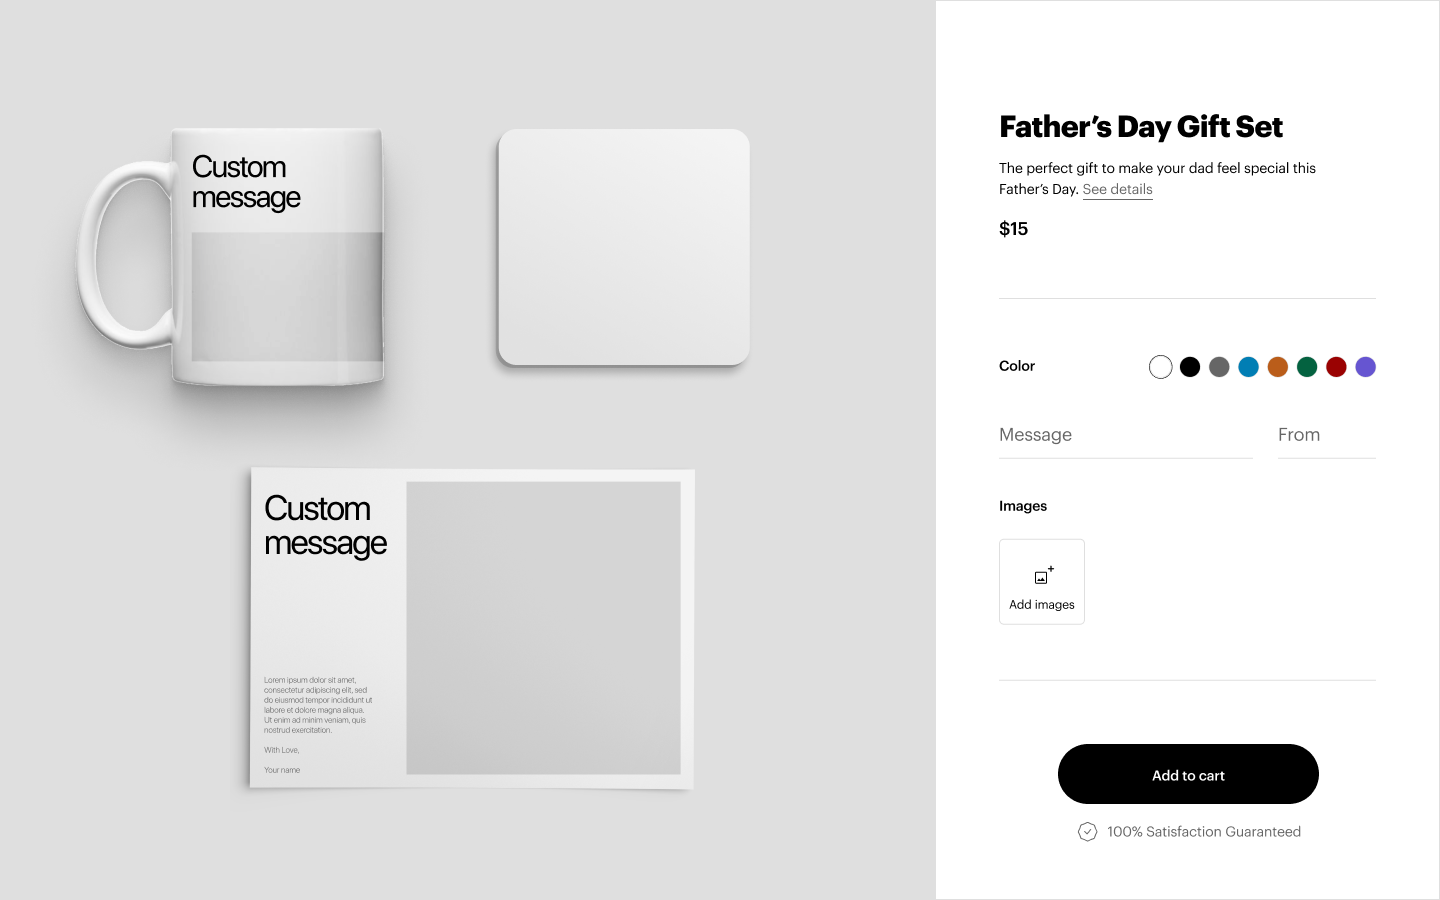 Custom
message
Custom
message
Lorem ipsum dolor sit amet,
consectetur adipiscing elit, sed
do eiusmod tempor incididunt ut
labore et dolore magna aliqua.
Ut enim ad minim veniam, quis
nostrud exercitation.
With Love,
Your name
Father’s Day Gift Set
The perfect gift to make your dad feel special this
Father’s Day. See details
$15
Color
Message From
Images
Add images
Add to cart
100% Satisfaction Guaranteed